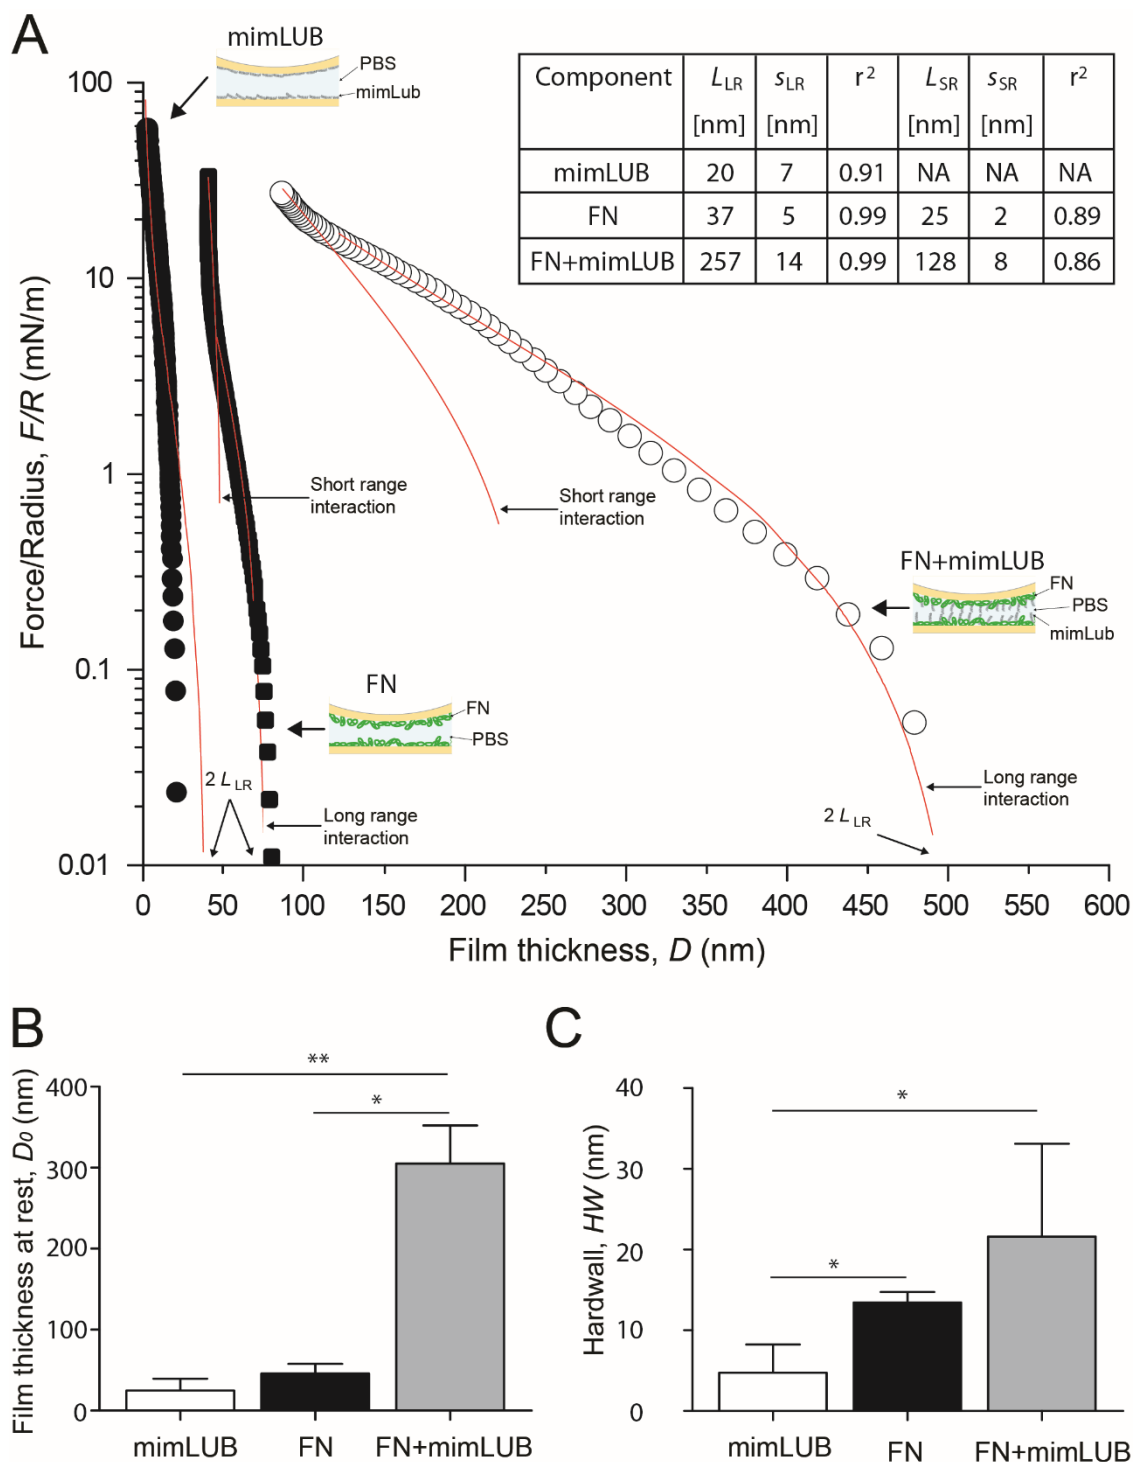 A
mimLUB
PBS
mimLub
Component L_LR s_LR r² L_SR s_SR r²
[nm] [nm] [nm] [nm]
mimLUB 20 7 0.91 NA NA NA
FN 37 5 0.99 25 2 0.89
FN+mimLUB 257 14 0.99 128 8 0.86
100
10
1
0.1
0.01
Force/Radius, F/R (mN/m)
Short range
interaction
Short range
interaction
FN+mimLUB
FN
PBS
mimLub
FN
FN
PBS
2 L_LR
Long range
interaction
Long range
interaction
2 L_LR
0 50 100 150 200 250 300 350 400 450 500 550 600
Film thickness, D (nm)
B
**
*
400
300
200
100
0
Film thickness at rest, D₀ (nm)
mimLUB FN FN+mimLUB
C
*
*
40
30
20
10
0
Hardwall, HW (nm)
mimLUB FN FN+mimLUB